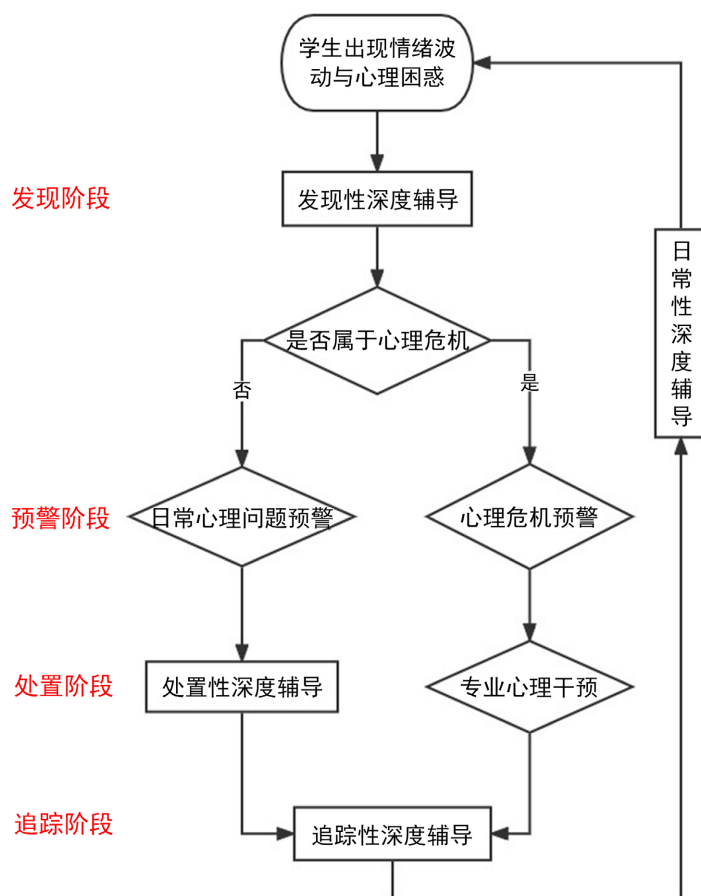 学生出现情绪波
动与心理困惑
发现阶段
发现性深度辅导
日常性深度辅导
是否属于心理危机
否
是
预警阶段
日常心理问题预警
心理危机预警
处置阶段
处置性深度辅导
专业心理干预
追踪阶段
追踪性深度辅导